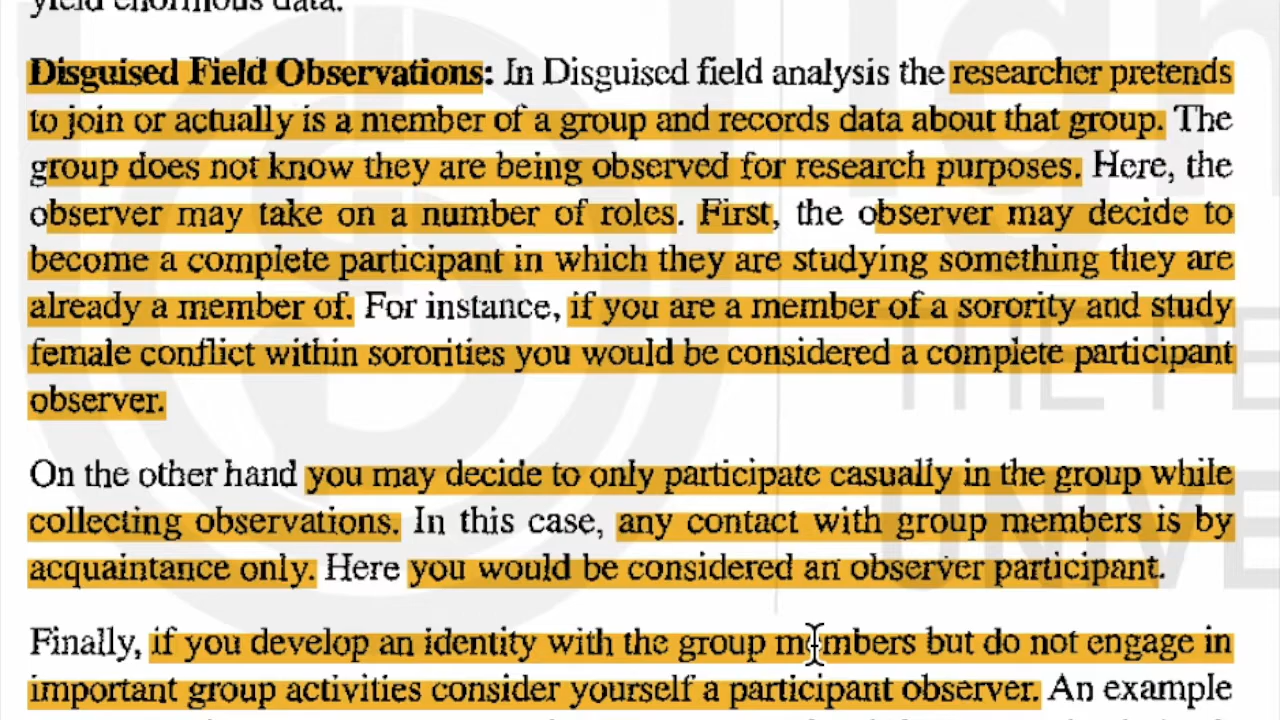 yield enormous data.
Disguised Field Observations: In Disguised field analysis the researcher pretends
to join or actually is a member of a group and records data about that group. The
group does not know they are being observed for research purposes. Here, the
observer may take on a number of roles. First, the observer may decide to
become a complete participant in which they are studying something they are
already a member of. For instance, if you are a member of a sorority and study
female conflict within sororities you would be considered a complete participant
observer.
On the other hand you may decide to only participate casually in the group while
collecting observations. In this case, any contact with group members is by
acquaintance only. Here you would be considered an observer participant.
Finally, if you develop an identity with the group members but do not engage in
important group activities consider yourself a participant observer. An example